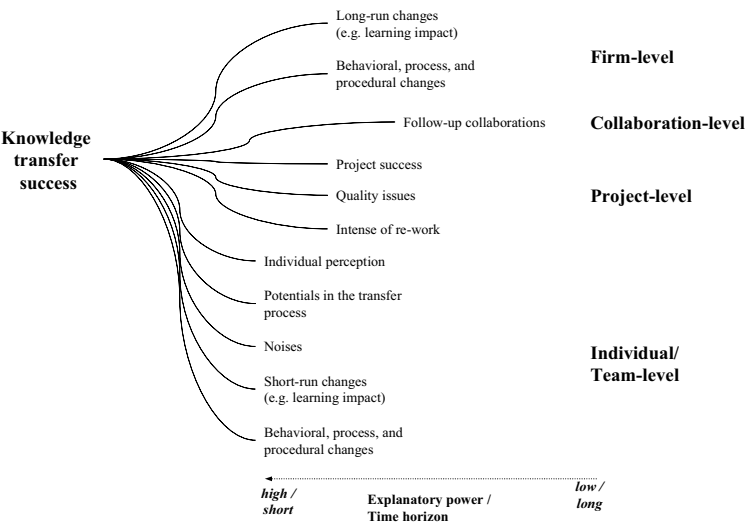 Long-run changes
(e.g. learning impact)
Firm-level
Behavioral, process, and
procedural changes
Follow-up collaborations
Collaboration-level
Knowledge
transfer
success
Project success
Quality issues
Project-level
Intense of re-work
Individual perception
Potentials in the transfer
process
Noises
Individual/
Team-level
Short-run changes
(e.g. learning impact)
Behavioral, process, and
procedural changes
high /
short
Explanatory power /
Time horizon
low /
long